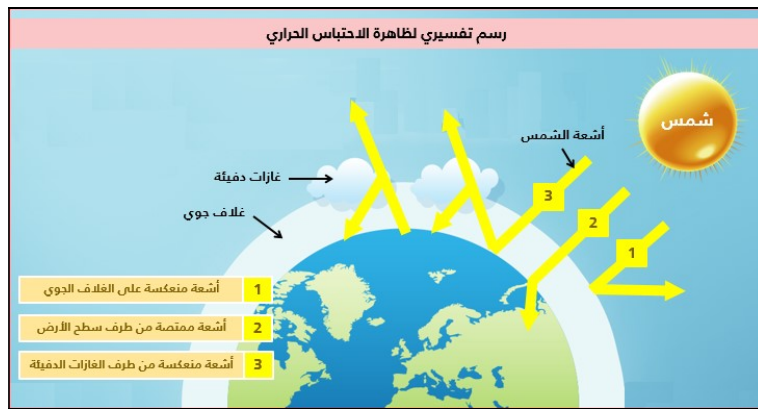 رسم تفسيري لظاهرة الاحتباس الحراري
شمس
أشعة الشمس
غازات دفيئة
غلاف جوي
3
2
1
1 أشعة منعكسة على الغلاف الجوي
2 أشعة ممتصة من طرف سطح الأرض
3 أشعة منعكسة من طرف الغازات الدفيئة